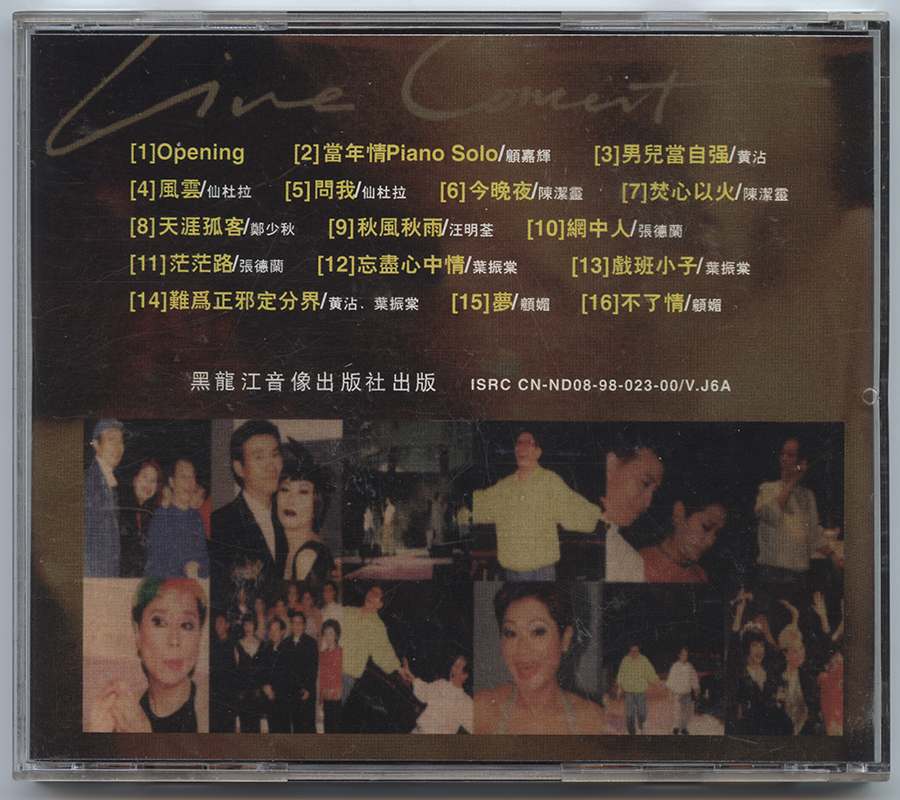 Live Concert
[1]Opening [2]當年情Piano Solo/顧嘉輝 [3]男兒當自强/黄沾
[4]風雲/仙杜拉 [5]問我/仙杜拉 [6]今晚夜/陳潔靈 [7]焚心以火/陳潔靈
[8]天涯孤客/鄭少秋 [9]秋風秋雨/汪明荃 [10]網中人/張德蘭
[11]茫茫路/張德蘭 [12]忘盡心中情/葉振棠 [13]戲班小子/葉振棠
[14]難爲正邪定分界/黄沾、葉振棠 [15]夢/顧媚 [16]不了情/顧媚
黑龍江音像出版社出版 ISRC CN-ND08-98-023-00/V.J6A